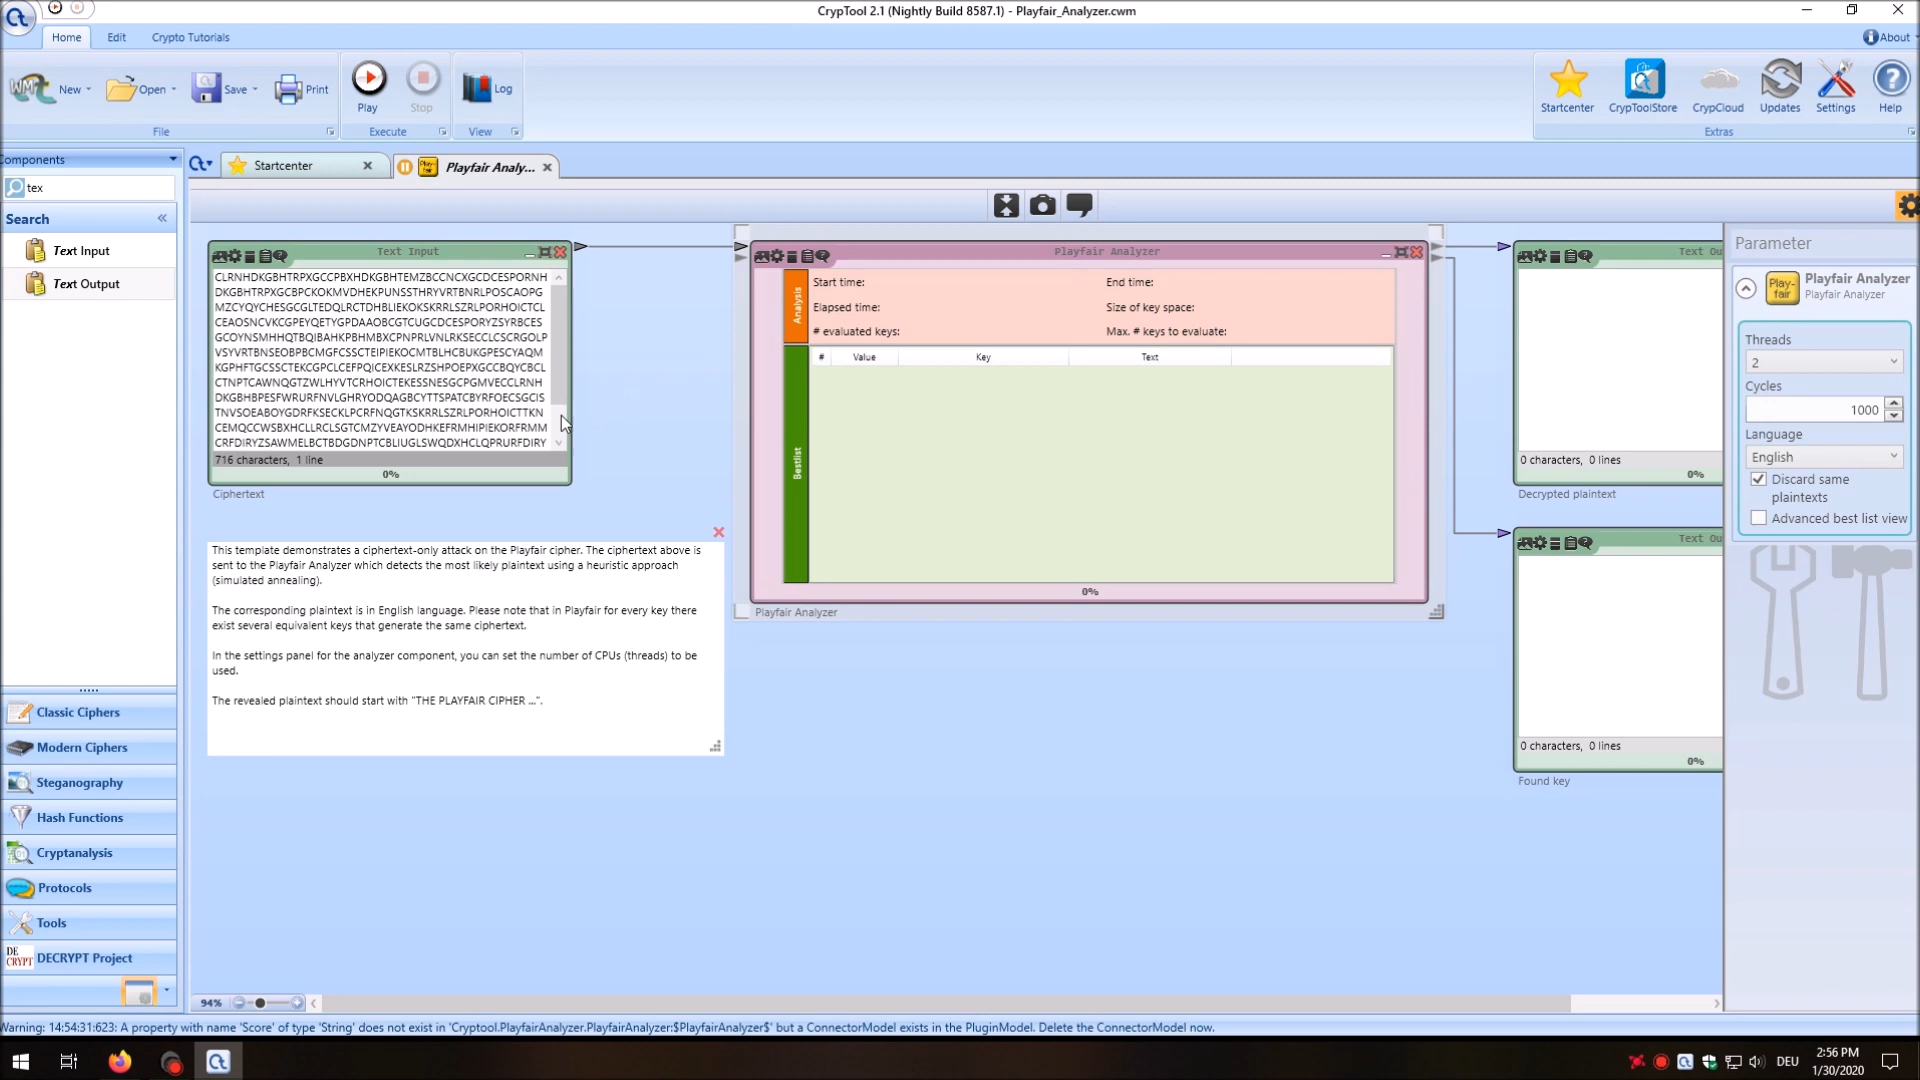 CrypTool 2.1 (Nightly Build 8587.1) - Playfair_Analyzer.cwm
Home Edit Crypto Tutorials About
New Open Save Print Play Stop Log Startcenter CrypToolStore CrypCloud Updates Settings Help
File Execute View Extras
Components
tex
Search
Text Input
Text Output
Classic Ciphers
Modern Ciphers
Steganography
Hash Functions
Cryptanalysis
Protocols
Tools
DECRYPT Project
Startcenter Playfair Analy...
Text Input
CLRNHDKGBHTRPXGCCPBXHDKGBHTEMZBCCNCXGCDCESPORNH
DKGBHTRPXGCBPCKOKMVDHEKPUNSSTHRYVRTBNRLPOSCAOPG
MZCYQYCHESGCGLTEDQLRCTDHBLIEKOKSKRRLSZRLPORHOICTCL
CEAOSNCVKCGPEYQETYGPDAAOBCGTCUGCDCESPORYZSYRBCES
GCOYNSMHHQTBQIBAHKPBHMBXCPNPRLVNLRKSECCLCSCRGOLP
VSYVRTBNSEOBPBCMGFCSSCTEIPIEKOCMTBLHCBUKGPESCYAQM
KGPHFTGCSSCTEKCGPCLCEFPQICEXKESLRZSHPOEPXGCCBQYCBCL
CTNPTCAWNQGTZWLHYVTCRHOICTEKESSNESGCPGMVECCLRNH
DKGBHBPESFWRURFNVLGHRYODQAGBCYTTSPATCBYRFOECSGCIS
TNVSOEABOYGDRFKSECKLPCRFNQGTKSKRRLSZRLPORHOICTTKN
CEMQCCWSBXHCLLRCLSGTCMZYVEAYODHKEFRMHIPIEKORFRMM
CRFDIRYZSAWMELBCTBDGDNPTCBLIUGLSWQDXHCLQPRURFDIRY
716 characters, 1 line
0%
Ciphertext
This template demonstrates a ciphertext-only attack on the Playfair cipher. The ciphertext above is
sent to the Playfair Analyzer which detects the most likely plaintext using a heuristic approach
(simulated annealing).
The corresponding plaintext is in English language. Please note that in Playfair for every key there
exist several equivalent keys that generate the same ciphertext.
In the settings panel for the analyzer component, you can set the number of CPUs (threads) to be
used.
The revealed plaintext should start with "THE PLAYFAIR CIPHER ...".
Playfair Analyzer
Analysis
Start time: End time:
Elapsed time: Size of key space:
# evaluated keys: Max. # keys to evaluate:
Bestlist
# Value Key Text
0%
Playfair Analyzer
Text Ou
0 characters, 0 lines
0%
Decrypted plaintext
Text Ou
0 characters, 0 lines
0%
Found key
Parameter
Playfair Analyzer
Playfair Analyzer
Play-
fair
Threads
2
Cycles
1000
Language
English
Discard same
plaintexts
Advanced best list view
94%
Warning: 14:54:31:623: A property with name 'Score' of type 'String' does not exist in 'Cryptool.PlayfairAnalyzer.PlayfairAnalyzer:$PlayfairAnalyzer$' but a ConnectorModel exists in the PluginModel. Delete the ConnectorModel now.
DEU
2:56 PM
1/30/2020